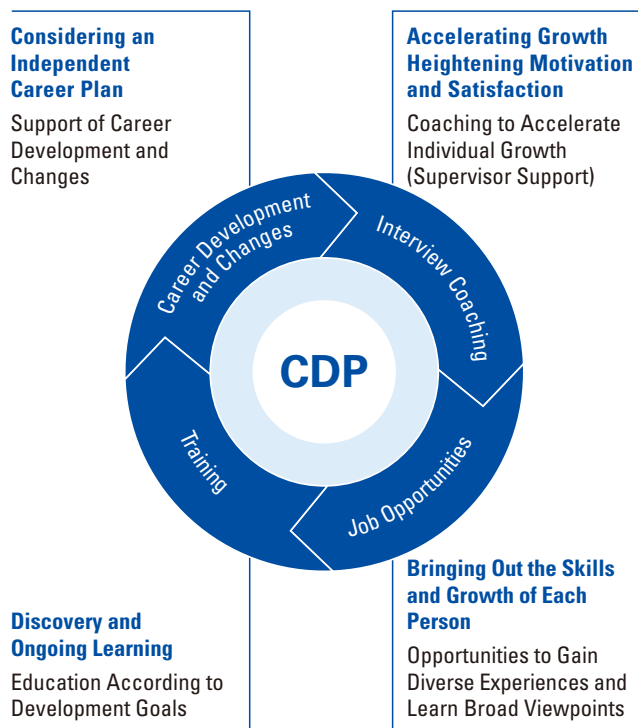 Considering an
Independent
Career Plan
Support of Career
Development and
Changes
Accelerating Growth
Heightening Motivation
and Satisfaction
Coaching to Accelerate
Individual Growth
(Supervisor Support)
Career Development
and Changes
Interview Coaching
CDP
Training
Job Opportunities
Discovery and
Ongoing Learning
Education According to
Development Goals
Bringing Out the Skills
and Growth of Each
Person
Opportunities to Gain
Diverse Experiences and
Learn Broad Viewpoints